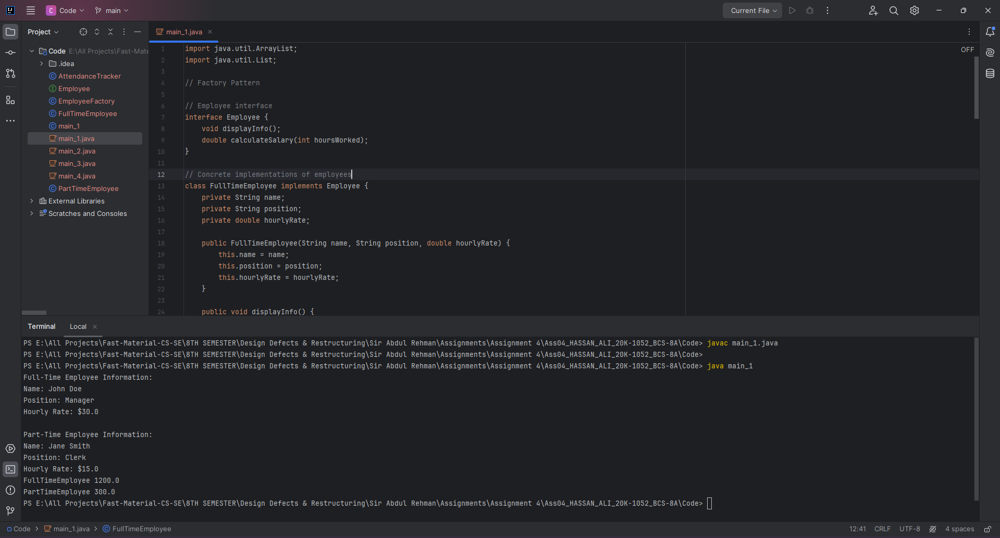 C Code main Current File
Project
main_1.java
Code E:\All Projects\Fast-Mate
.idea
AttendanceTracker
Employee
EmployeeFactory
FullTimeEmployee
main_1
main_1.java
main_2.java
main_3.java
main_4.java
PartTimeEmployee
External Libraries
Scratches and Consoles
OFF
1 import java.util.ArrayList;
2 import java.util.List;
3
4 // Factory Pattern
5
6 // Employee interface
7 interface Employee {
8 void displayInfo();
9 double calculateSalary(int hoursWorked);
10 }
11
12 // Concrete implementations of employees
13 class FullTimeEmployee implements Employee {
14 private String name;
15 private String position;
16 private double hourlyRate;
17
18 public FullTimeEmployee(String name, String position, double hourlyRate) {
19 this.name = name;
20 this.position = position;
21 this.hourlyRate = hourlyRate;
22 }
23
24 public void displayInfo() {
Terminal Local
PS E:\All Projects\Fast-Material-CS-SE\8TH SEMESTER\Design Defects & Restructuring\Sir Abdul Rehman\Assignments\Assignment 4\Ass04_HASSAN_ALI_20K-1052_BCS-8A\Code> javac main_1.java
PS E:\All Projects\Fast-Material-CS-SE\8TH SEMESTER\Design Defects & Restructuring\Sir Abdul Rehman\Assignments\Assignment 4\Ass04_HASSAN_ALI_20K-1052_BCS-8A\Code>
PS E:\All Projects\Fast-Material-CS-SE\8TH SEMESTER\Design Defects & Restructuring\Sir Abdul Rehman\Assignments\Assignment 4\Ass04_HASSAN_ALI_20K-1052_BCS-8A\Code> java main_1
Full-Time Employee Information:
Name: John Doe
Position: Manager
Hourly Rate: $30.0
Part-Time Employee Information:
Name: Jane Smith
Position: Clerk
Hourly Rate: $15.0
FullTimeEmployee 1200.0
PartTimeEmployee 300.0
PS E:\All Projects\Fast-Material-CS-SE\8TH SEMESTER\Design Defects & Restructuring\Sir Abdul Rehman\Assignments\Assignment 4\Ass04_HASSAN_ALI_20K-1052_BCS-8A\Code>
Code > main_1.java > FullTimeEmployee 12:41 CRLF UTF-8 4 spaces